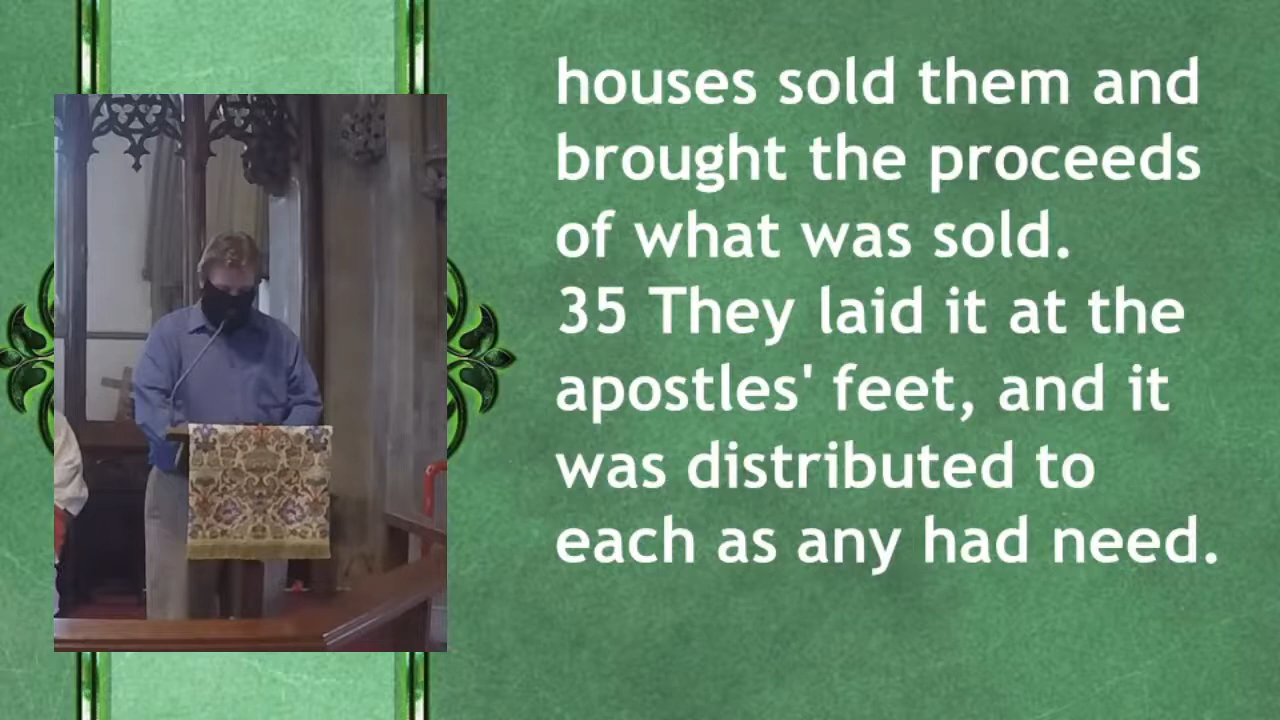 houses sold them and
brought the proceeds
of what was sold.
35 They laid it at the
apostles' feet, and it
was distributed to
each as any had need.